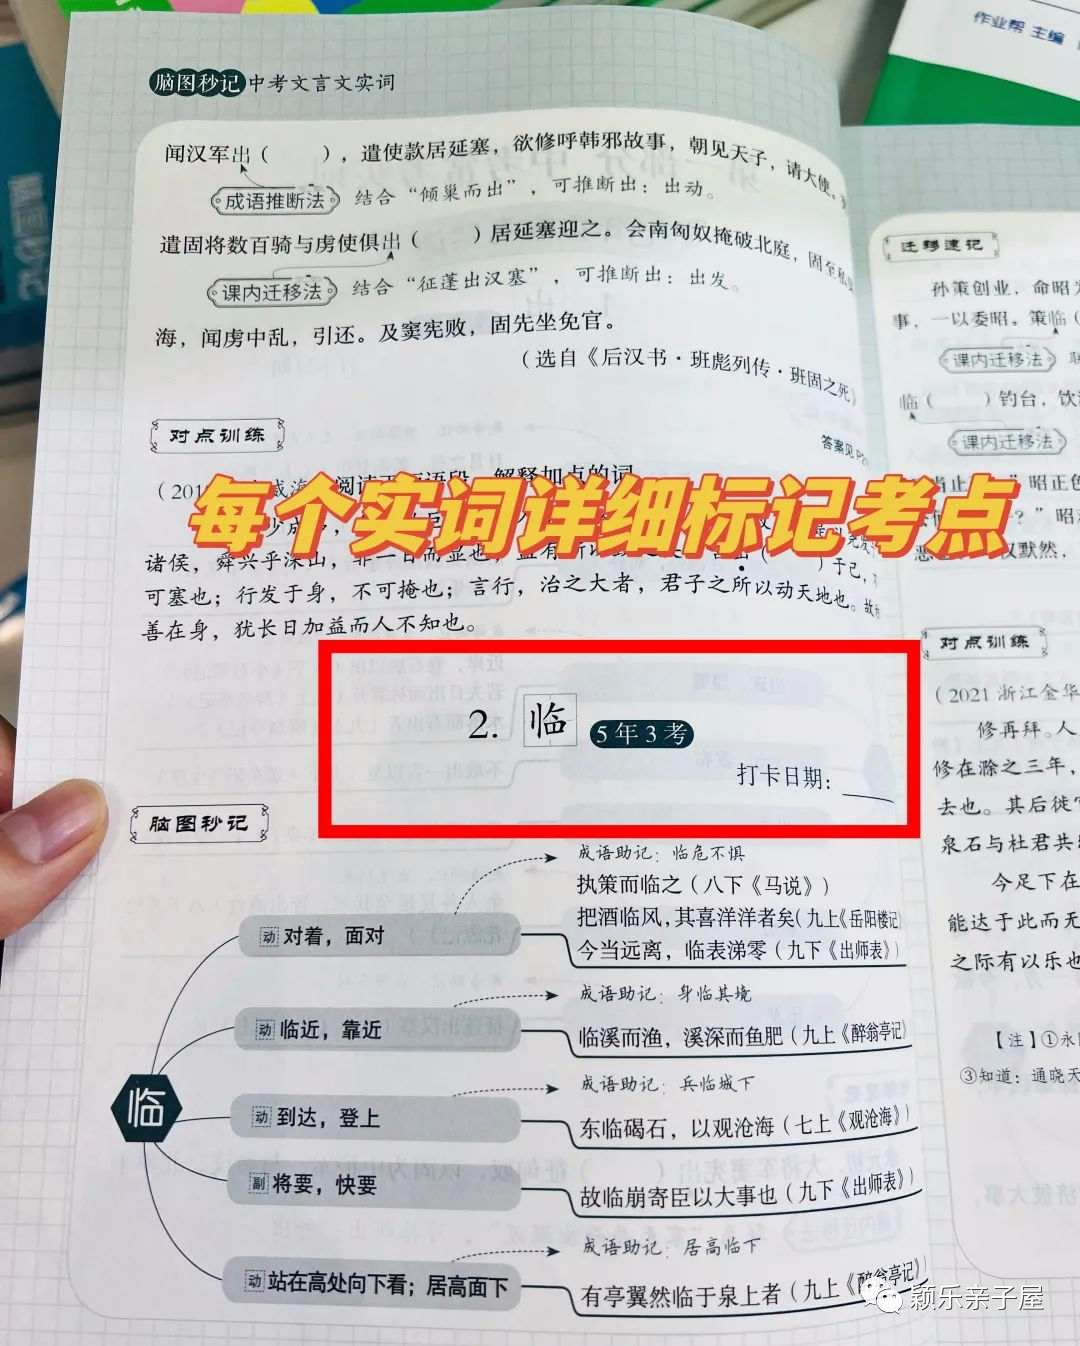 作业帮 主编
脑图秒记 中考文言文实词
闻汉军出（　　），遣使款居延塞，欲修呼韩邪故事，朝见天子，请大使。
成语推断法 结合“倾巢而出”，可推断出：出动。
遣固将数百骑与虏使俱出（　　）居延塞迎之。会南匈奴掩破北庭，固至私
课内迁移法 结合“征蓬出汉塞”，可推断出：出发。
海，闻虏中乱，引还。及窦宪败，固先坐免官。
（选自《后汉书·班彪列传·班固之死》
对点训练
答案见P2
每个实词详细标记考点
诸侯，舜兴乎深山，非一日而显也，
（　　）于己，
可塞也；行发于身，不可掩也；言行，治之大者，君子之所以动天地也。故
善在身，犹长日加益而人不知也。
2. 临 5年3考
打卡日期：
脑图秒记
临
动 对着，面对
成语助记：临危不惧
执策而临之（八下《马说》）
把酒临风，其喜洋洋者矣（九上《岳阳楼记》
今当远离，临表涕零（九下《出师表》）
动 临近，靠近
成语助记：身临其境
临溪而渔，溪深而鱼肥（九上《醉翁亭记》
动 到达，登上
成语助记：兵临城下
东临碣石，以观沧海（七上《观沧海》）
副 将要，快要
故临崩寄臣以大事也（九下《出师表》）
动 站在高处向下看；居高面下
成语助记：居高临下
有亭翼然临于泉上者（九上《醉翁亭记》
迁移速记
孙策创业，命昭为
事，一以委昭。策临（
课内迁移法
临（　　）钓台，饮
课内迁移法
昭正色
？”昭
默然，
对点训练
（2021 浙江金华
修再拜。人
修在滁之三年，
去也。其后徙官
泉石与杜君共
今足下在
能达于此而无
之际有以乐也
【注】①永
③知道：通晓天
颖乐亲子屋